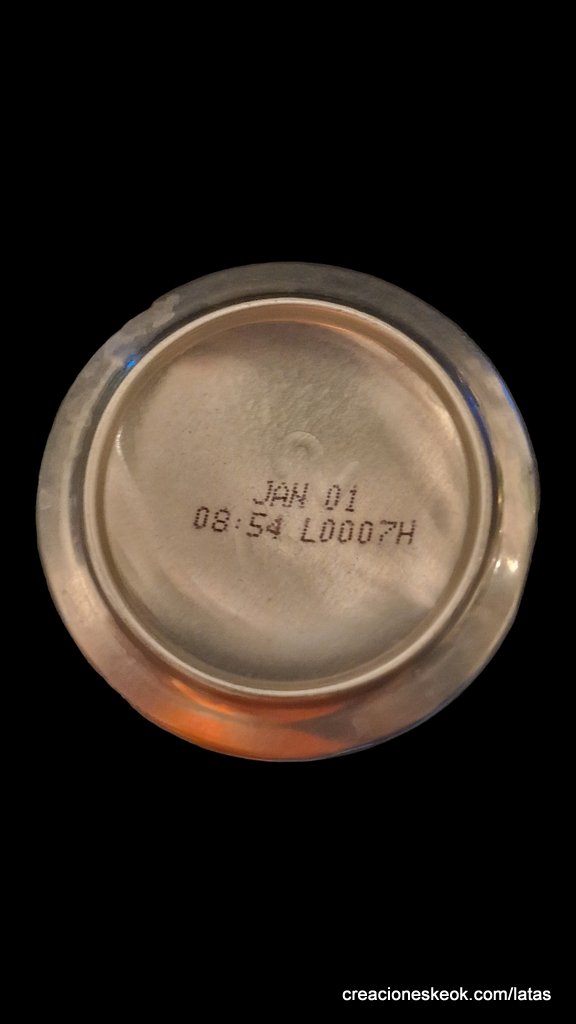 JAN 01
08:54 L0007H
creacioneskeok.com/latas